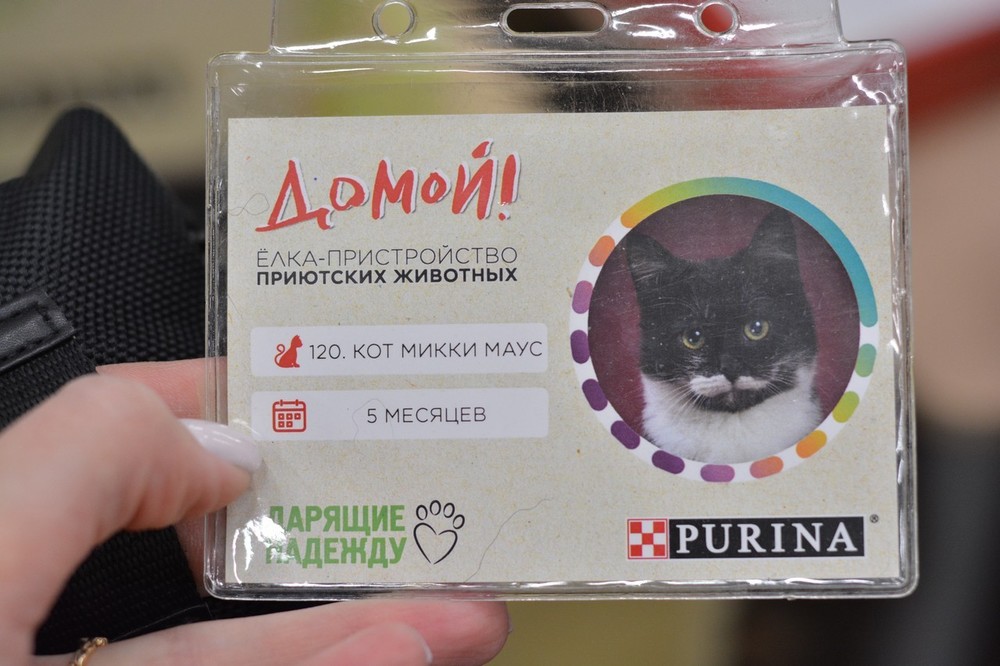 Домой!
ЁЛКА-ПРИСТРОЙСТВО
ПРИЮТСКИХ ЖИВОТНЫХ
120. КОТ МИККИ МАУС
5 МЕСЯЦЕВ
ДАРЯЩИЕ
НАДЕЖДУ
PURINA®